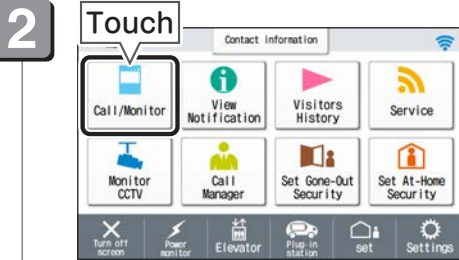 2
Touch
Contact information
Call/Monitor
View
Notification
Visitors
History
Service
Monitor
CCTV
Call
Manager
Set Gone-Out
Security
Set At-Home
Security
Turn off
screen
Power
monitor
Elevator
Plug-in
station
set
Settings